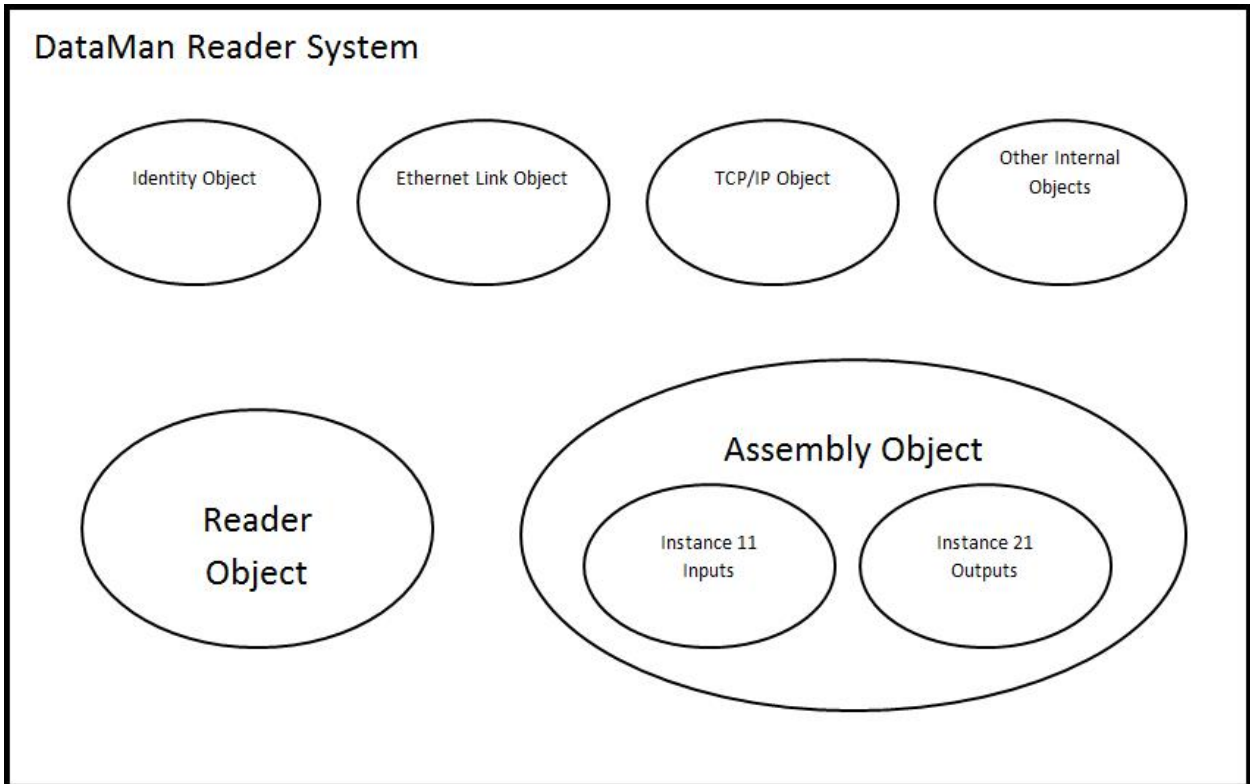 DataMan Reader System
Identity Object
Ethernet Link Object
TCP/IP Object
Other Internal
Objects
Reader
Object
Assembly Object
Instance 11
Inputs
Instance 21
Outputs